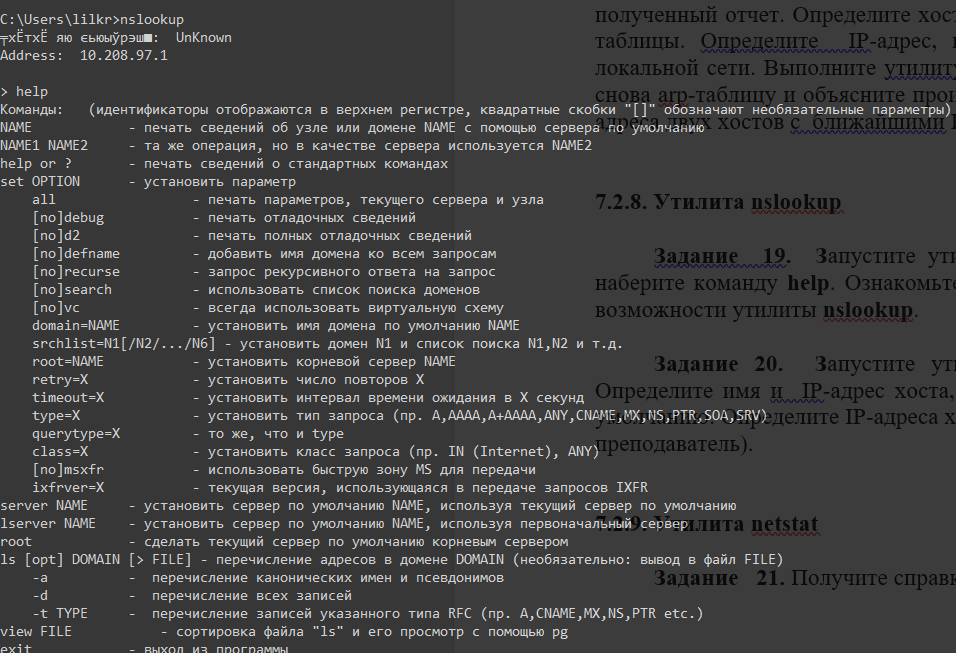 C:\Users\lilkr>nslookup
╤хЁтхЁ яю єьюыўрэш■:  UnKnown
Address:  10.208.97.1
> help
Команды:   (идентификаторы отображаются в верхнем регистре, квадратные скобки "[]" обозначают необязательные параметры)
NAME            - печать сведений об узле или домене NAME с помощью сервера по умолчанию
NAME1 NAME2     - та же операция, но в качестве сервера используется NAME2
help or ?       - печать сведений о стандартных командах
set OPTION      - установить параметр
    all                 - печать параметров, текущего сервера и узла
    [no]debug           - печать отладочных сведений
    [no]d2              - печать полных отладочных сведений
    [no]defname         - добавить имя домена ко всем запросам
    [no]recurse         - запрос рекурсивного ответа на запрос
    [no]search          - использовать список поиска доменов
    [no]vc              - всегда использовать виртуальную схему
    domain=NAME         - установить имя домена по умолчанию NAME
    srchlist=N1[/N2/.../N6] - установить домен N1 и список поиска N1,N2 и т.д.
    root=NAME           - установить корневой сервер NAME
    retry=X             - установить число повторов X
    timeout=X           - установить интервал времени ожидания в X секунд
    type=X              - установить тип запроса (пр. A,AAAA,A+AAAA,ANY,CNAME,MX,NS,PTR,SOA,SRV)
    querytype=X         - то же, что и type
    class=X             - установить класс запроса (пр. IN (Internet), ANY)
    [no]msxfr           - использовать быструю зону MS для передачи
    ixfrver=X           - текущая версия, использующаяся в передаче запросов IXFR
server NAME     - установить сервер по умолчанию NAME, используя текущий сервер по умолчанию
lserver NAME    - установить сервер по умолчанию NAME, используя первоначальный сервер
root            - сделать текущий сервер по умолчанию корневым сервером
ls [opt] DOMAIN [> FILE] - перечисление адресов в домене DOMAIN (необязательно: вывод в файл FILE)
    -a          -  перечисление канонических имен и псевдонимов
    -d          -  перечисление всех записей
    -t TYPE     -  перечисление записей указанного типа RFC (пр. A,CNAME,MX,NS,PTR etc.)
view FILE           - сортировка файла "ls" и его просмотр с помощью pg
exit            - выход из программы
полученный отчет. Определите хос
таблицы. Определите IP-адрес,
локальной сети. Выполните утилиту
снова arp-таблицу и объясните прои
адреса двух хостов с ближайшими
7.2.8. Утилита nslookup
Задание 19. Запустите ути
наберите команду help. Ознакомьте
возможности утилиты nslookup.
Задание 20. Запустите ути
Определите имя и IP-адрес хоста,
умолчанию. Определите IP-адреса х
преподаватель).
7.2.9. Утилита netstat
Задание 21. Получите справк